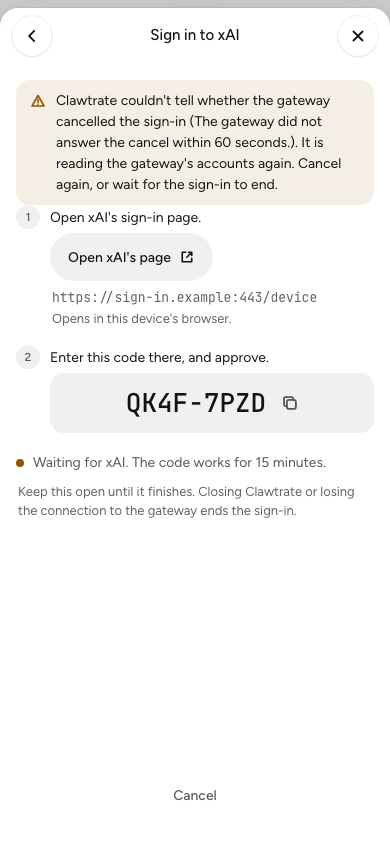 Sign in to xAI
Clawtrate couldn't tell whether the gateway
cancelled the sign-in (The gateway did not
answer the cancel within 60 seconds.). It is
reading the gateway's accounts again. Cancel
again, or wait for the sign-in to end.
1 Open xAI's sign-in page.
Open xAI's page
https://sign-in.example:443/device
Opens in this device's browser.
2 Enter this code there, and approve.
QK4F-7PZD
Waiting for xAI. The code works for 15 minutes.
Keep this open until it finishes. Closing Clawtrate or losing
the connection to the gateway ends the sign-in.
Cancel